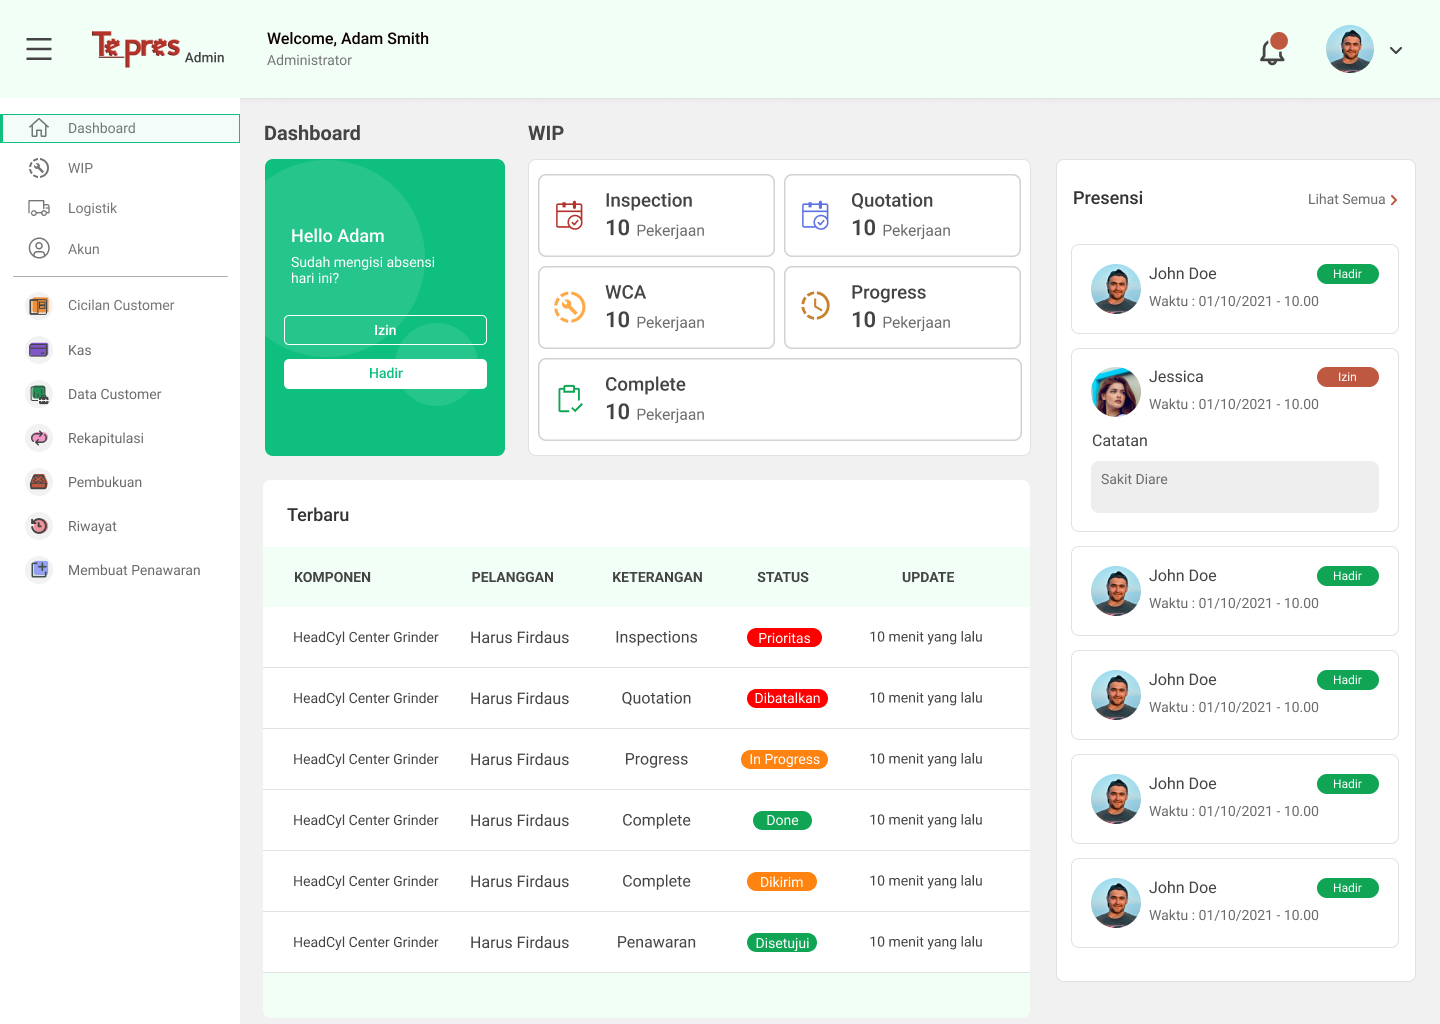 Te pres Admin
Welcome, Adam Smith
Administrator
Dashboard
WIP
Logistik
Akun
Cicilan Customer
Kas
Data Customer
Rekapitulasi
Pembukuan
Riwayat
Membuat Penawaran
Dashboard
Hello Adam
Sudah mengisi absensi
hari ini?
Izin
Hadir
WIP
Inspection
10 Pekerjaan
Quotation
10 Pekerjaan
WCA
10 Pekerjaan
Progress
10 Pekerjaan
Complete
10 Pekerjaan
Terbaru
KOMPONEN PELANGGAN KETERANGAN STATUS UPDATE
HeadCyl Center Grinder Harus Firdaus Inspections Prioritas 10 menit yang lalu
HeadCyl Center Grinder Harus Firdaus Quotation Dibatalkan 10 menit yang lalu
HeadCyl Center Grinder Harus Firdaus Progress In Progress 10 menit yang lalu
HeadCyl Center Grinder Harus Firdaus Complete Done 10 menit yang lalu
HeadCyl Center Grinder Harus Firdaus Complete Dikirim 10 menit yang lalu
HeadCyl Center Grinder Harus Firdaus Penawaran Disetujui 10 menit yang lalu
Presensi Lihat Semua
John Doe Hadir
Waktu : 01/10/2021 - 10.00
Jessica Izin
Waktu : 01/10/2021 - 10.00
Catatan
Sakit Diare
John Doe Hadir
Waktu : 01/10/2021 - 10.00
John Doe Hadir
Waktu : 01/10/2021 - 10.00
John Doe Hadir
Waktu : 01/10/2021 - 10.00
John Doe Hadir
Waktu : 01/10/2021 - 10.00